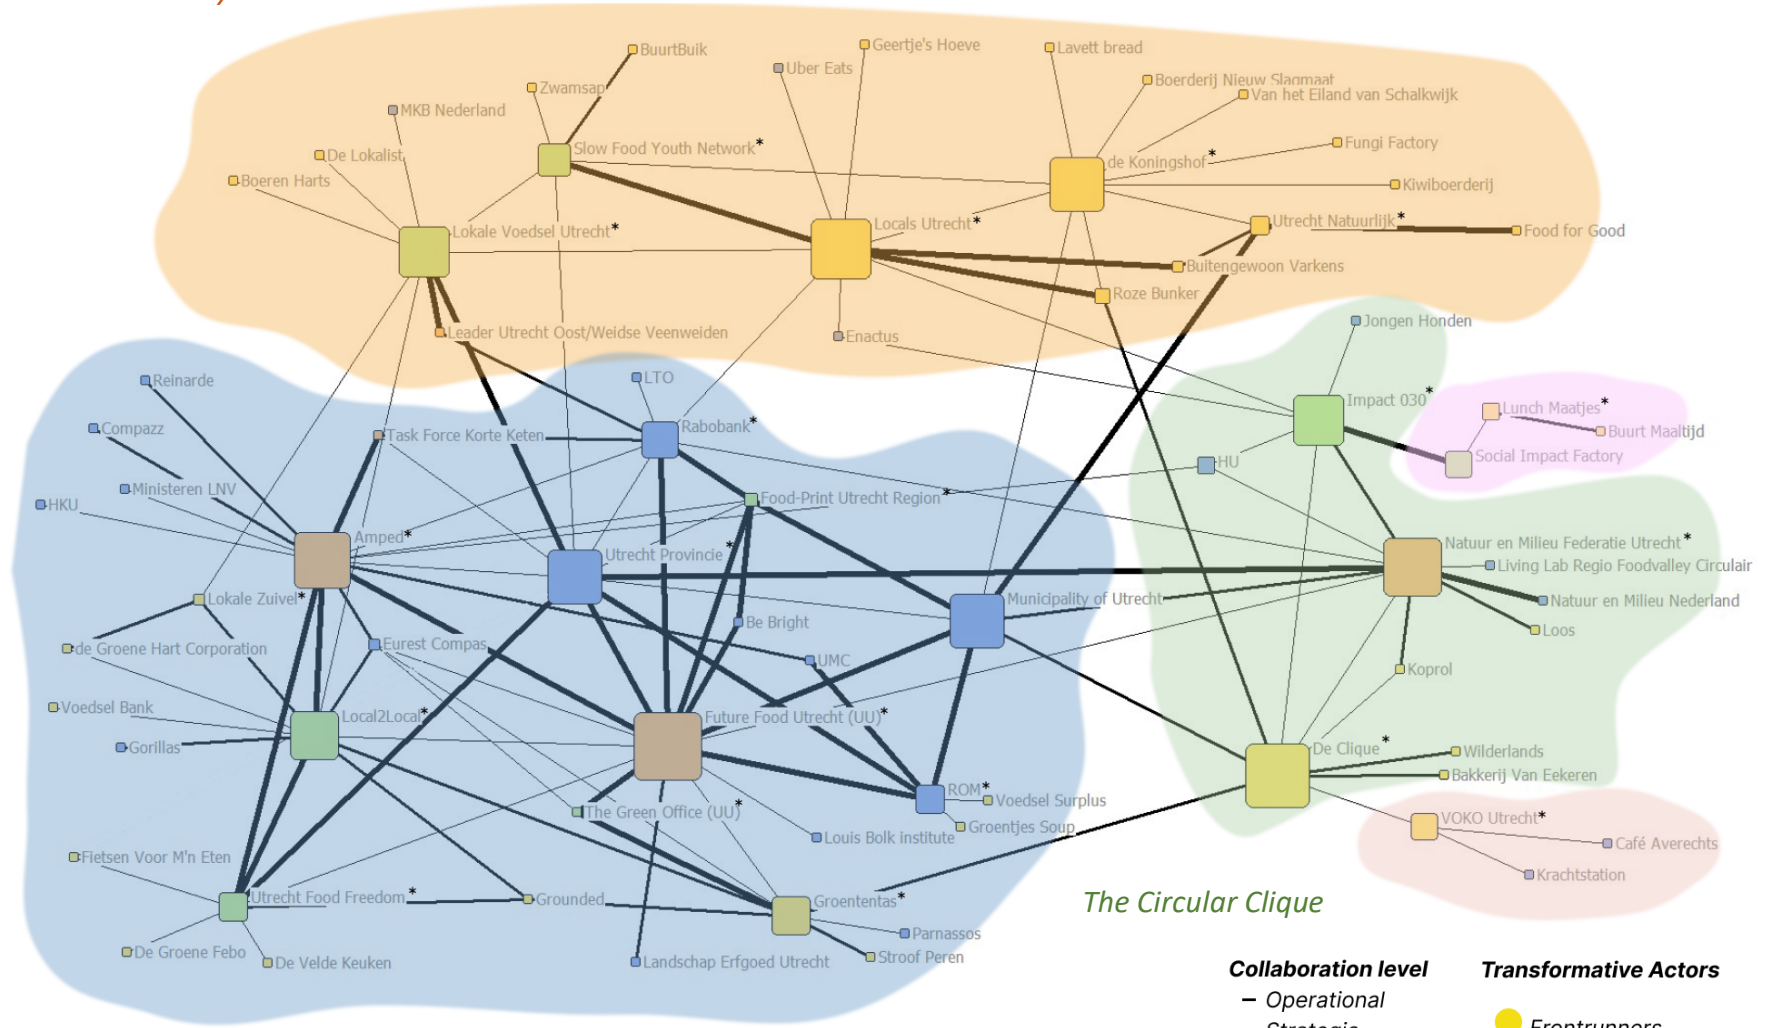 BuurtBuik
Geertje's Hoeve
Lavett bread
Uber Eats
Zwamsap
Boerderij Nieuw Slagmaat
Van het Eiland van Schalkwijk
MKB Nederland
Slow Food Youth Network*
Fungi Factory
De Lokalist
de Koningshof*
Boeren Harts
Kiwiboerderij
Lokale Voedsel Utrecht*
Locals Utrecht*
Utrecht Natuurlijk*
Food for Good
Buitengewoon Varkens
Roze Bunker
Leader Utrecht Oost/Weidse Veenweiden
Enactus
Jongen Honden
Reinarde
LTO
Impact 030*
Lunch Maatjes*
Compazz
Task Force Korte Keten
Rabobank*
Buurt Maaltijd
Social Impact Factory
HU
Ministeren LNV
HKU
Food-Print Utrecht Region*
Amped*
Utrecht Provincie*
Natuur en Milieu Federatie Utrecht*
Living Lab Regio Foodvalley Circulair
Lokale Zuivel*
Municipality of Utrecht
Natuur en Milieu Nederland
Be Bright
Loos
de Groene Hart Corporation
Eurest Compas
UMC
Koprol
Voedsel Bank
Local2Local*
Future Food Utrecht (UU)*
Gorillas
De Clique*
Wilderlands
Bakkerij Van Eekeren
ROM*
Voedsel Surplus
The Green Office (UU)*
Groentjes Soup
Louis Bolk institute
VOKO Utrecht*
Café Averechts
Fietsen Voor M'n Eten
Krachtstation
Utrecht Food Freedom*
Grounded
Groententas*
The Circular Clique
Parnassos
De Groene Febo
De Velde Keuken
Landschap Erfgoed Utrecht
Stroof Peren
Collaboration level
Transformative Actors
Operational
Strategic
Frontrunners